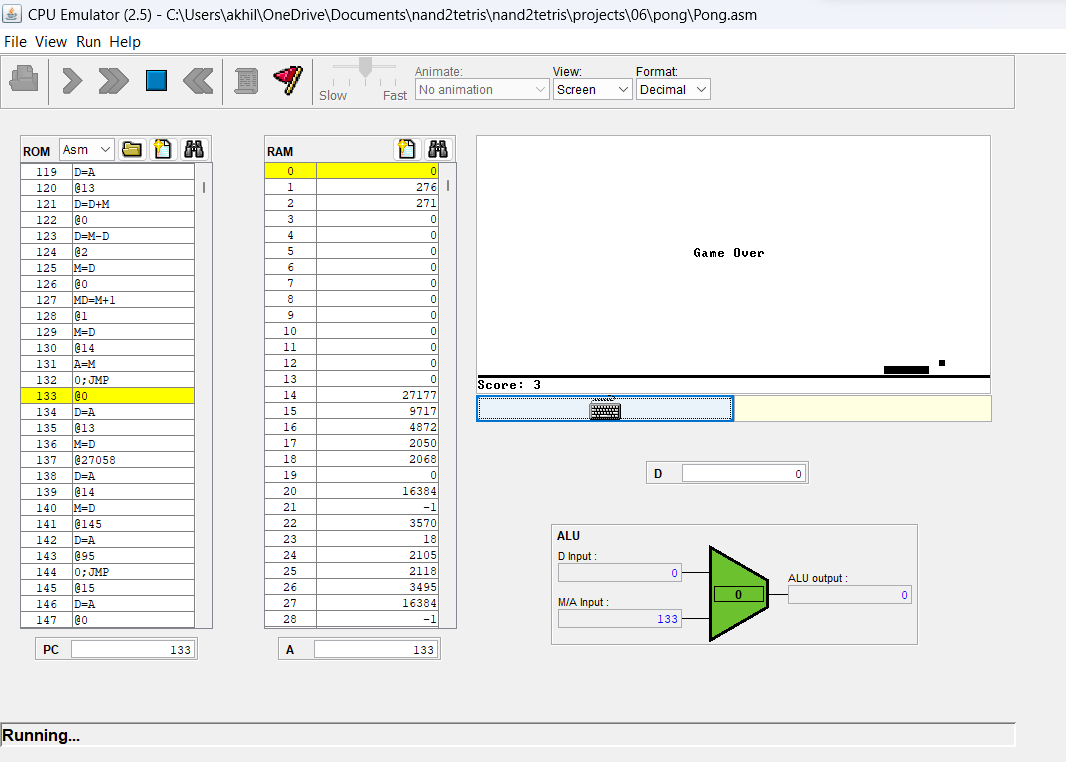 CPU Emulator (2.5) - C:\Users\akhil\OneDrive\Documents\nand2tetris\nand2tetris\projects\06\pong\Pong.asm
File View Run Help
Slow Fast
Animate:
No animation
View:
Screen
Format:
Decimal
ROM Asm
119 D=A
120 @13
121 D=D+M
122 @0
123 D=M-D
124 @2
125 M=D
126 @0
127 MD=M+1
128 @1
129 M=D
130 @14
131 A=M
132 0;JMP
133 @0
134 D=A
135 @13
136 M=D
137 @27058
138 D=A
139 @14
140 M=D
141 @145
142 D=A
143 @95
144 0;JMP
145 @15
146 D=A
147 @0
PC 133
RAM
0 0
1 276
2 271
3 0
4 0
5 0
6 0
7 0
8 0
9 0
10 0
11 0
12 0
13 0
14 27177
15 9717
16 4872
17 2050
18 2068
19 0
20 16384
21 -1
22 3570
23 18
24 2105
25 2118
26 3495
27 16384
28 -1
A 133
Game Over
Score: 3
D 0
ALU
D Input :
0
M/A Input :
133
0
ALU output :
0
Running...